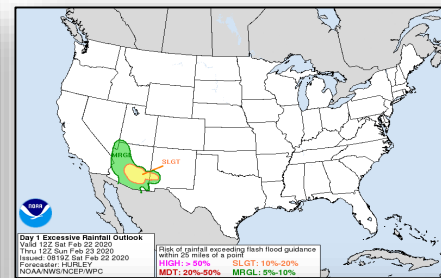 MRGL
SLGT
NOAA
Day 1 Excessive Rainfall Outlook
Valid 12Z Sat Feb 22 2020
Thru 12Z Sun Feb 23 2020
Issued: 0819Z Sat Feb 22 2020
Forecaster: HURLEY
NOAA/NWS/NCEP/WPC
Risk of rainfall exceeding flash flood guidance
within 25 miles of a point
HIGH: > 50% SLGT: 10%-20%
MDT: 20%-50% MRGL: 5%-10%